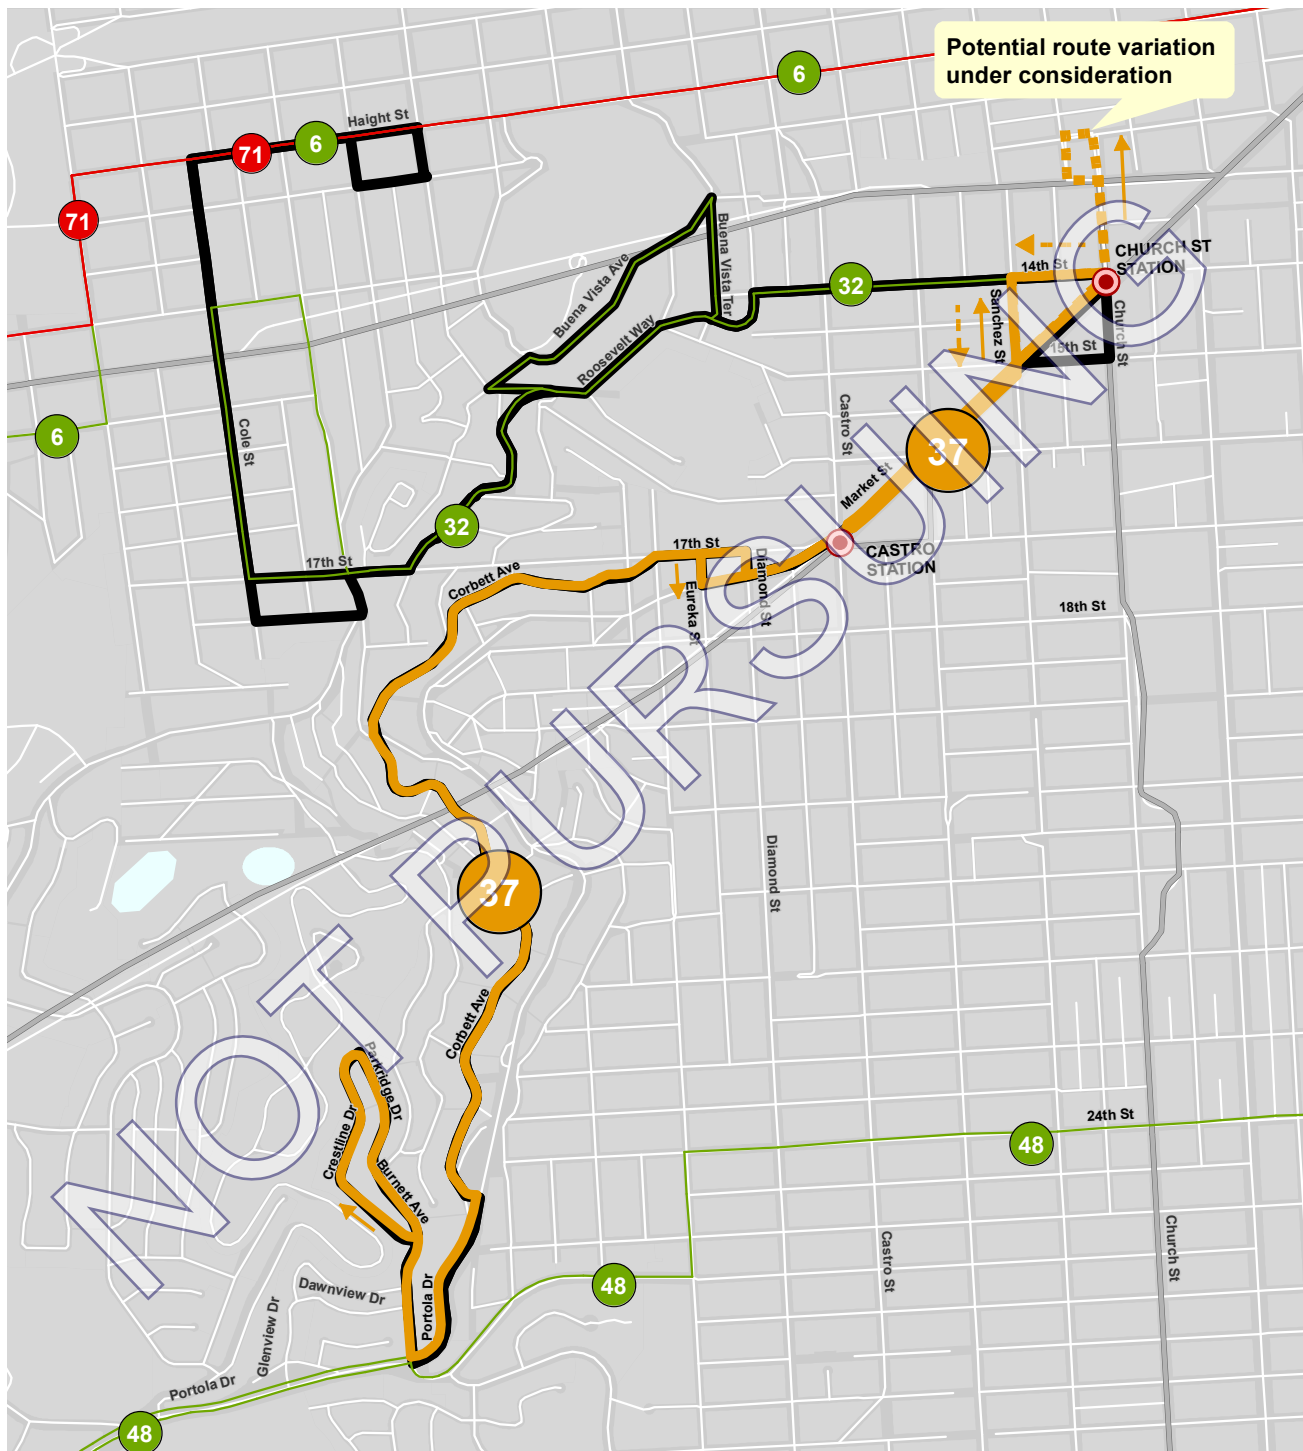 Potential route variation
under consideration
6
Haight St
6
71
71
Buena Vista Ave
Buena Vista Ter
CHURCH ST
STATION
14th St
32
Sanchez St
Church St
15th St
Roosevelt Way
6
Cole St
Castro St
Market St
37
32
17th St
17th St
CASTRO
STATION
Corbett Ave
Eureka St
Diamond St
18th St
Diamond St
37
Corbett Ave
Parkridge Dr
Crestline Dr
Burnett Ave
24th St
48
Church St
Castro St
48
Dawnview Dr
Glenview Dr
Portola Dr
Portola Dr
48
NOT PURSUING